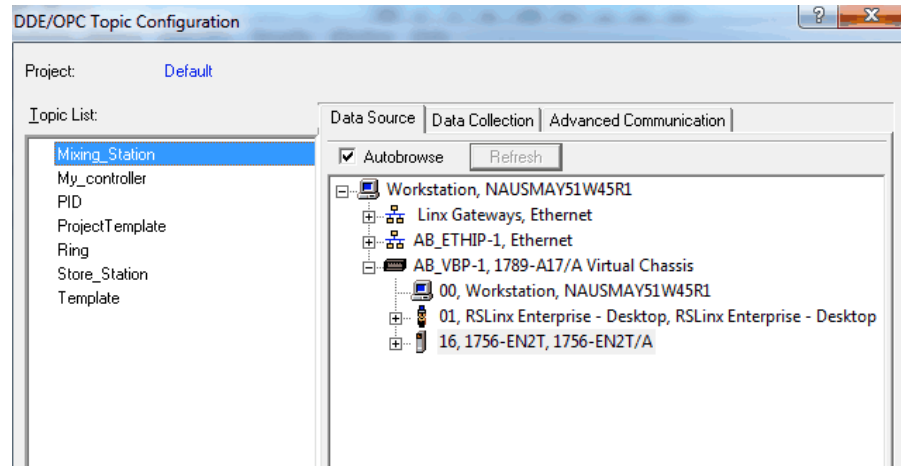 DDE/OPC Topic Configuration
?
X
Project: Default
Topic List:
Mixing_Station
My_controller
PID
ProjectTemplate
Ring
Store_Station
Template
Data Source Data Collection Advanced Communication
Autobrowse Refresh
Workstation, NAUSMAY51W45R1
Linx Gateways, Ethernet
AB_ETHIP-1, Ethernet
AB_VBP-1, 1789-A17/A Virtual Chassis
00, Workstation, NAUSMAY51W45R1
01, RSLinx Enterprise - Desktop, RSLinx Enterprise - Desktop
16, 1756-EN2T, 1756-EN2T/A